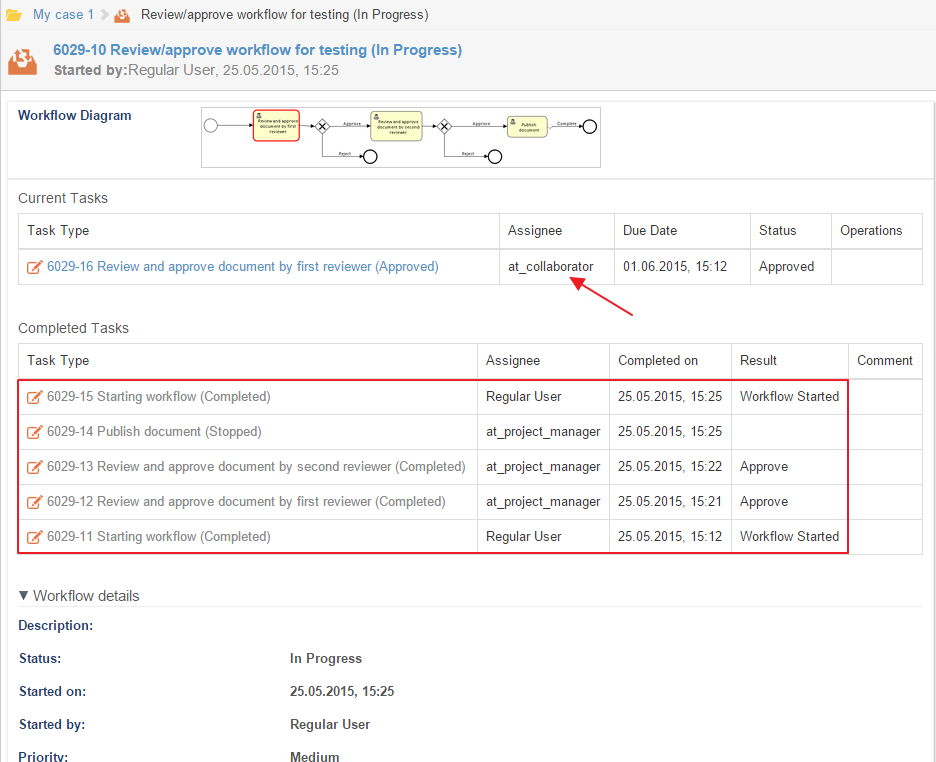 My case 1 Review/approve workflow for testing (In Progress)
6029-10 Review/approve workflow for testing (In Progress)
Started by:Regular User, 25.05.2015, 15:25
Workflow Diagram
Review and approve document by first reviewer
Approve
Reject
Review and approve document by second reviewer
Approve
Reject
Publish document
Complete
Current Tasks
Task Type Assignee Due Date Status Operations
6029-16 Review and approve document by first reviewer (Approved) at_collaborator 01.06.2015, 15:12 Approved
Completed Tasks
Task Type Assignee Completed on Result Comment
6029-15 Starting workflow (Completed) Regular User 25.05.2015, 15:25 Workflow Started
6029-14 Publish document (Stopped) at_project_manager 25.05.2015, 15:25
6029-13 Review and approve document by second reviewer (Completed) at_project_manager 25.05.2015, 15:22 Approve
6029-12 Review and approve document by first reviewer (Completed) at_project_manager 25.05.2015, 15:21 Approve
6029-11 Starting workflow (Completed) Regular User 25.05.2015, 15:12 Workflow Started
▼ Workflow details
Description:
Status: In Progress
Started on: 25.05.2015, 15:25
Started by: Regular User
Priority: Medium